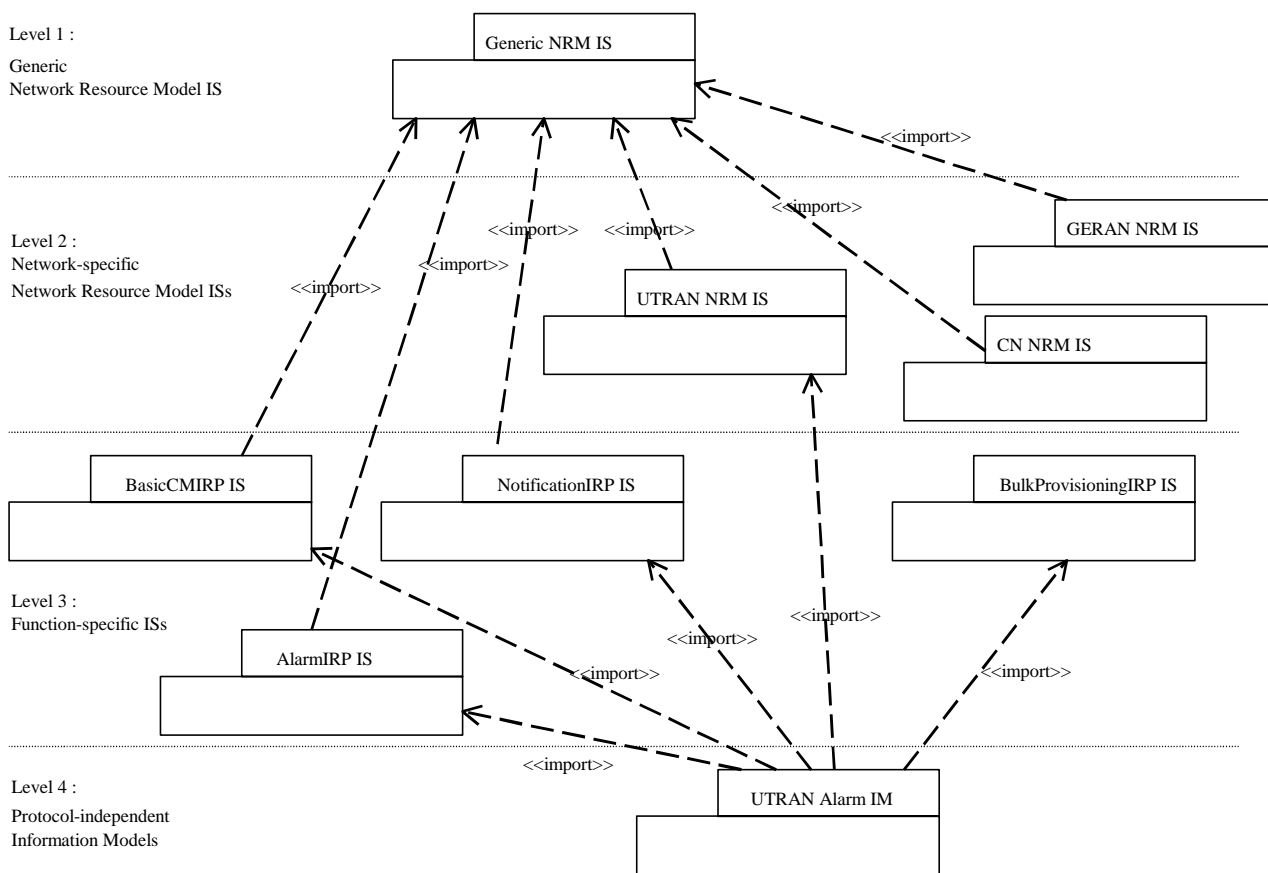 Level 1 :
Generic
Network Resource Model IS
Generic NRM IS
<<import>>
Level 2 :
Network-specific
Network Resource Model ISs
<<import>>
<<import>>
<<import>>
<<import>>
<<import>>
GERAN NRM IS
UTRAN NRM IS
CN NRM IS
BasicCMIRP IS
NotificationIRP IS
BulkProvisioningIRP IS
Level 3 :
Function-specific ISs
AlarmIRP IS
<<import>>
<<import>>
<<import>>
<<import>>
<<import>>
Level 4 :
Protocol-independent
Information Models
UTRAN Alarm IM